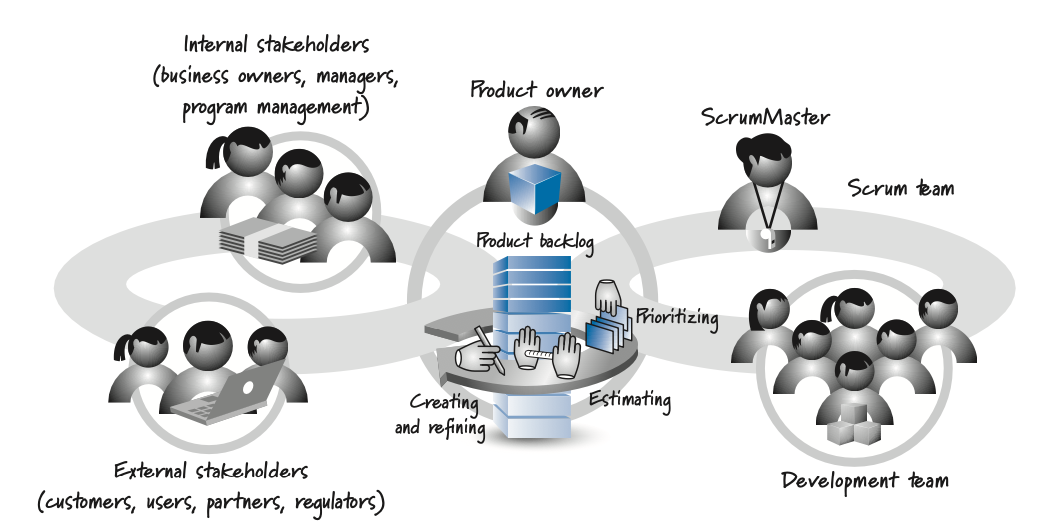 Internal stakeholders
(business owners, managers,
program management)
Product owner
ScrumMaster
Scrum team
Product backlog
Prioritizing
Estimating
Creating
and refining
External stakeholders
(customers, users, partners, regulators)
Development team